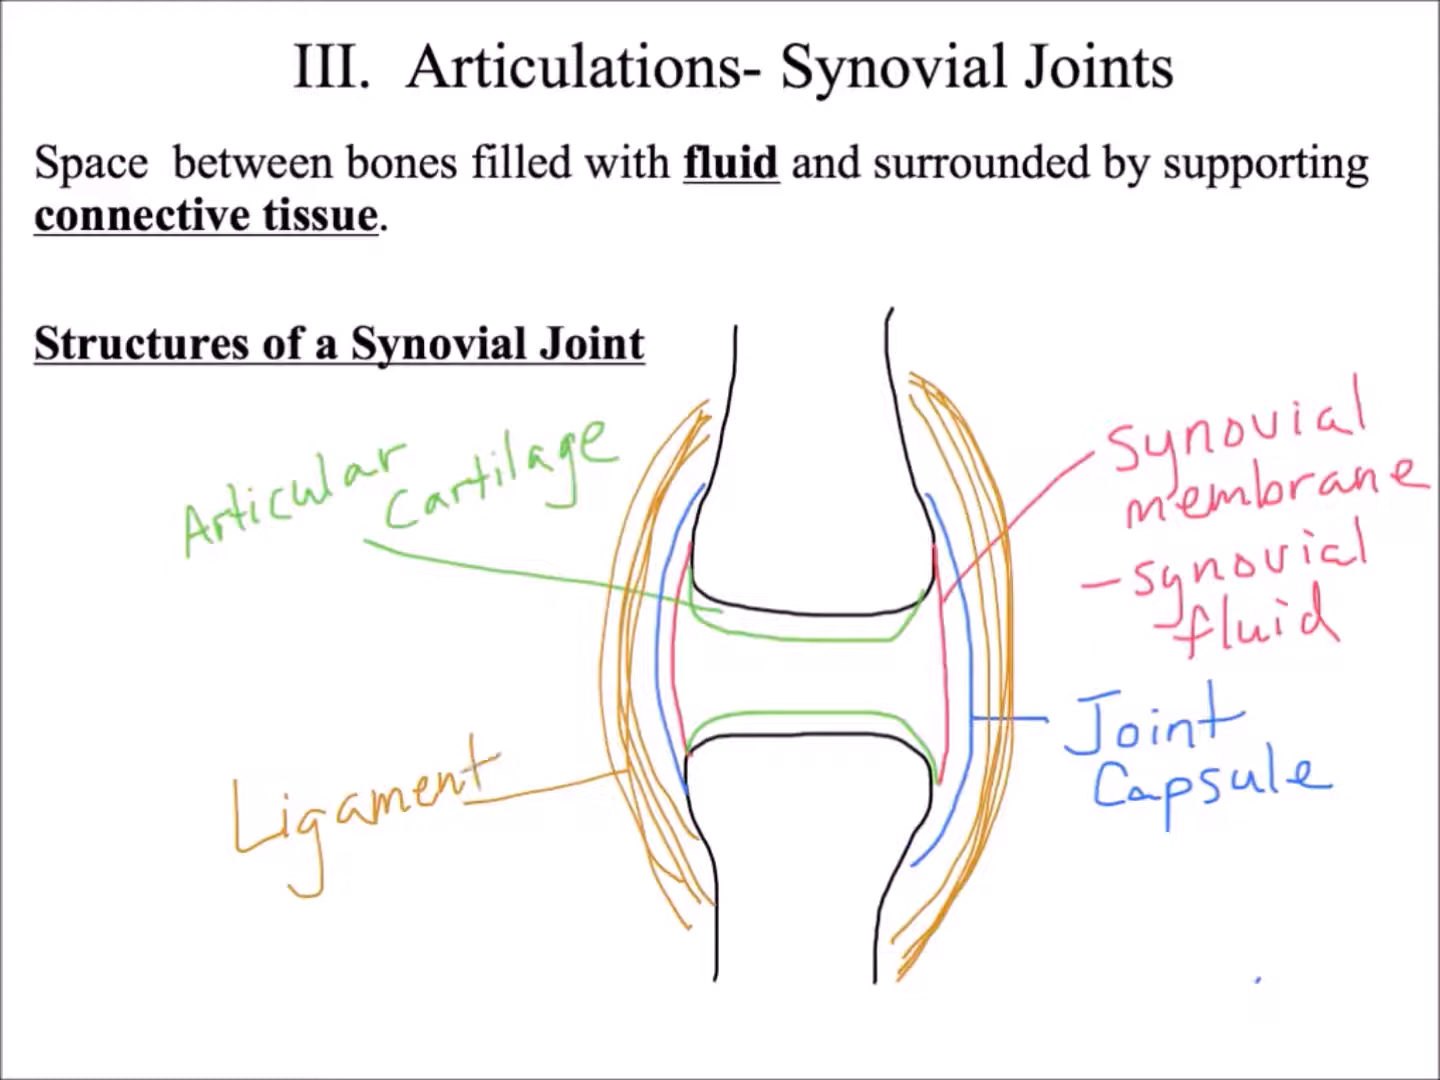 III. Articulations- Synovial Joints
Space between bones filled with fluid and surrounded by supporting
connective tissue.
Structures of a Synovial Joint
Articular
Cartilage
Synovial
membrane
- synovial
fluid
Joint
Capsule
Ligament